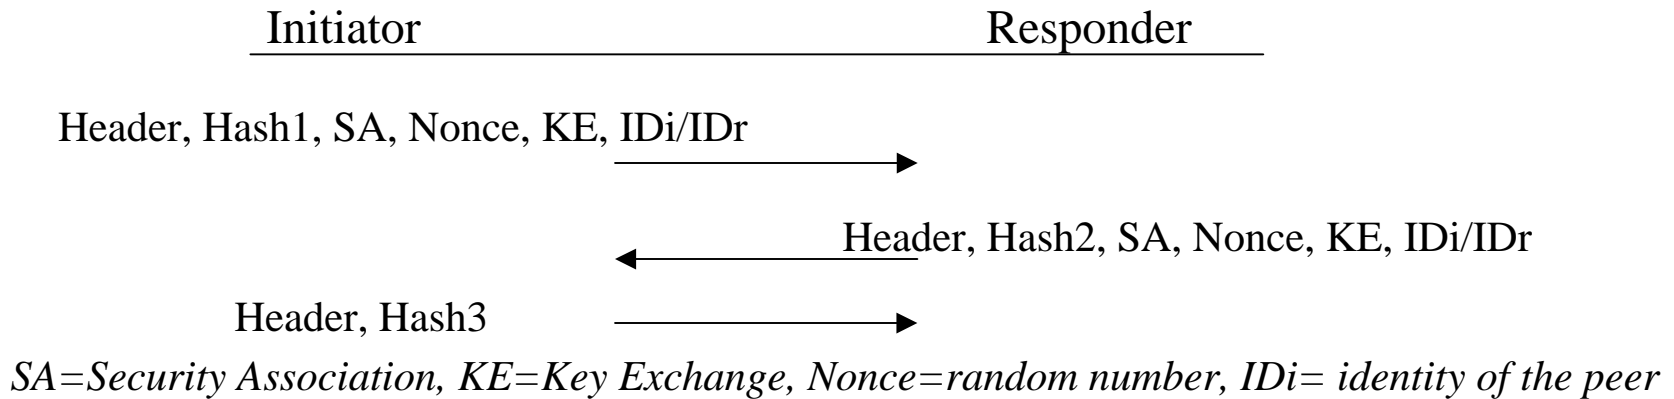 Initiator Responder
Header, Hash1, SA, Nonce, KE, IDi/IDr
Header, Hash2, SA, Nonce, KE, IDi/IDr
Header, Hash3
SA=Security Association, KE=Key Exchange, Nonce=random number, IDi= identity of the peer